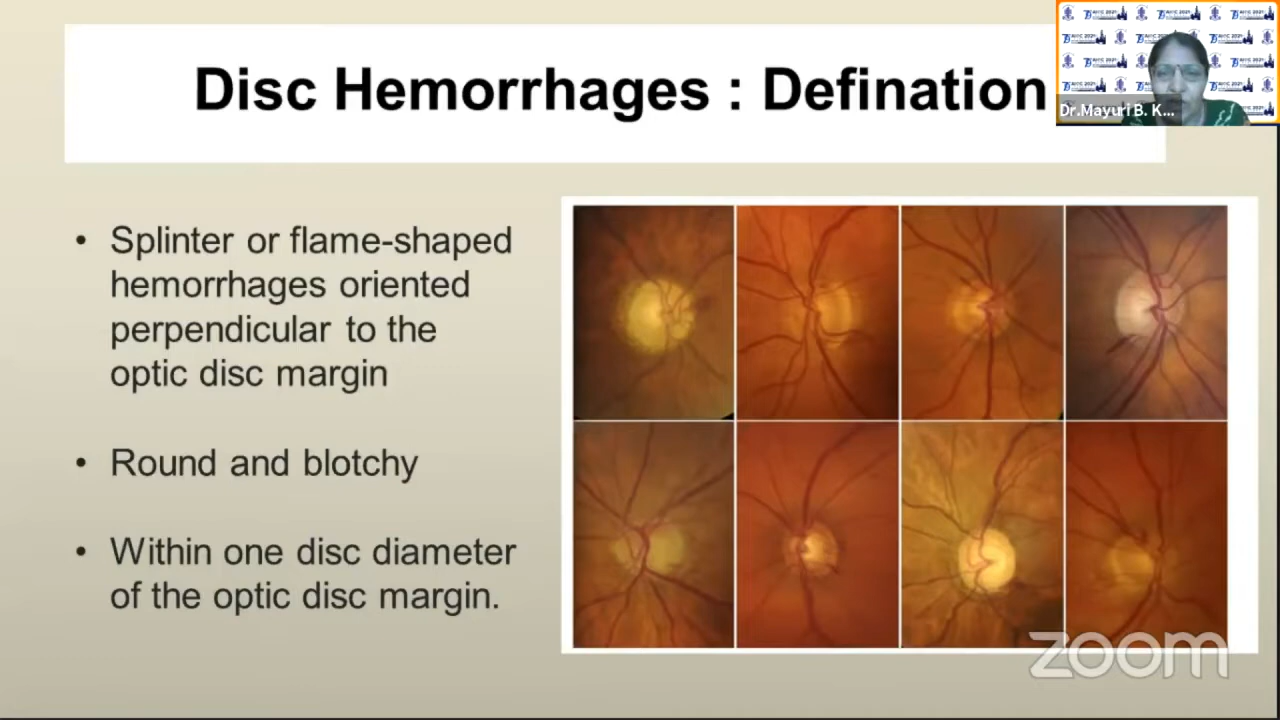 Disc Hemorrhages : Defination
Dr.Mayuri B. K...
• Splinter or flame-shaped
hemorrhages oriented
perpendicular to the
optic disc margin
• Round and blotchy
• Within one disc diameter
of the optic disc margin.
zoom